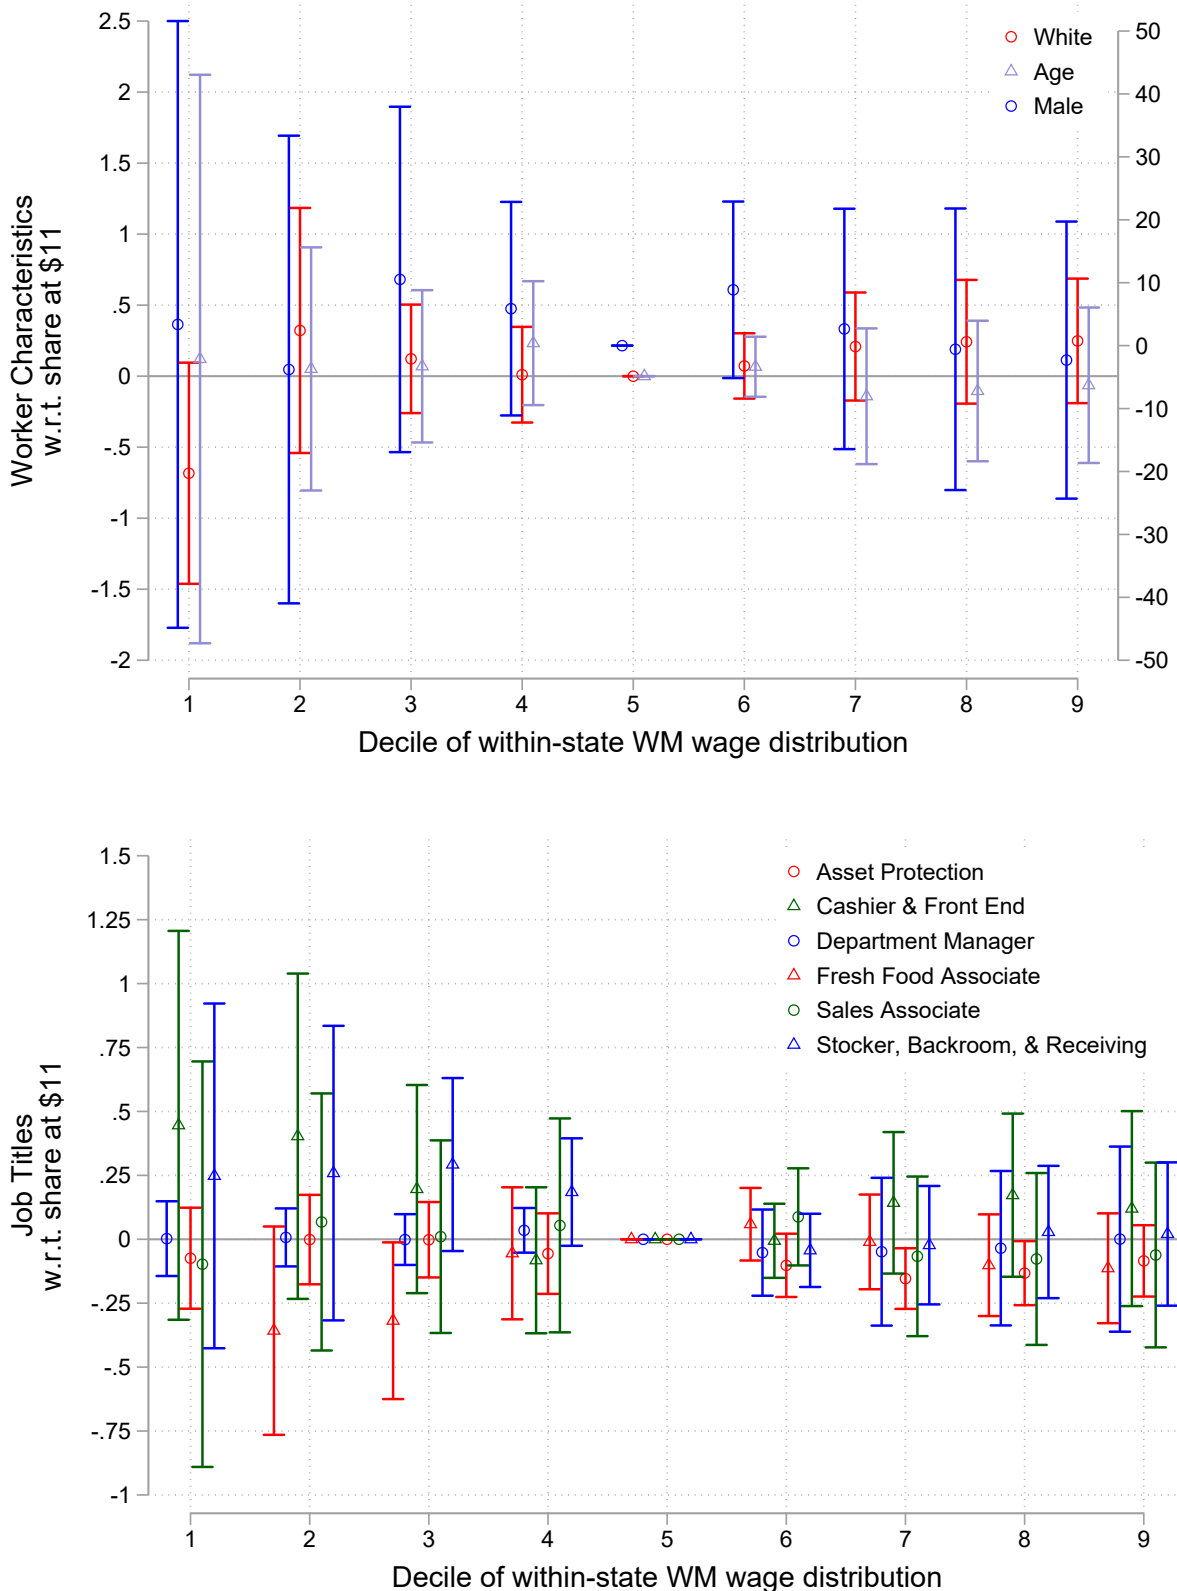 Worker Characteristics
w.r.t. share at $11
2.5
2
1.5
1
.5
0
-.5
-1
-1.5
-2
White
Age
Male
50
40
30
20
10
0
-10
-20
-30
-40
-50
1 2 3 4 5 6 7 8 9
Decile of within-state WM wage distribution
Job Titles
w.r.t. share at $11
1.5
1.25
1
.75
.5
.25
0
-.25
-.5
-.75
-1
Asset Protection
Cashier & Front End
Department Manager
Fresh Food Associate
Sales Associate
Stocker, Backroom, & Receiving
1 2 3 4 5 6 7 8 9
Decile of within-state WM wage distribution